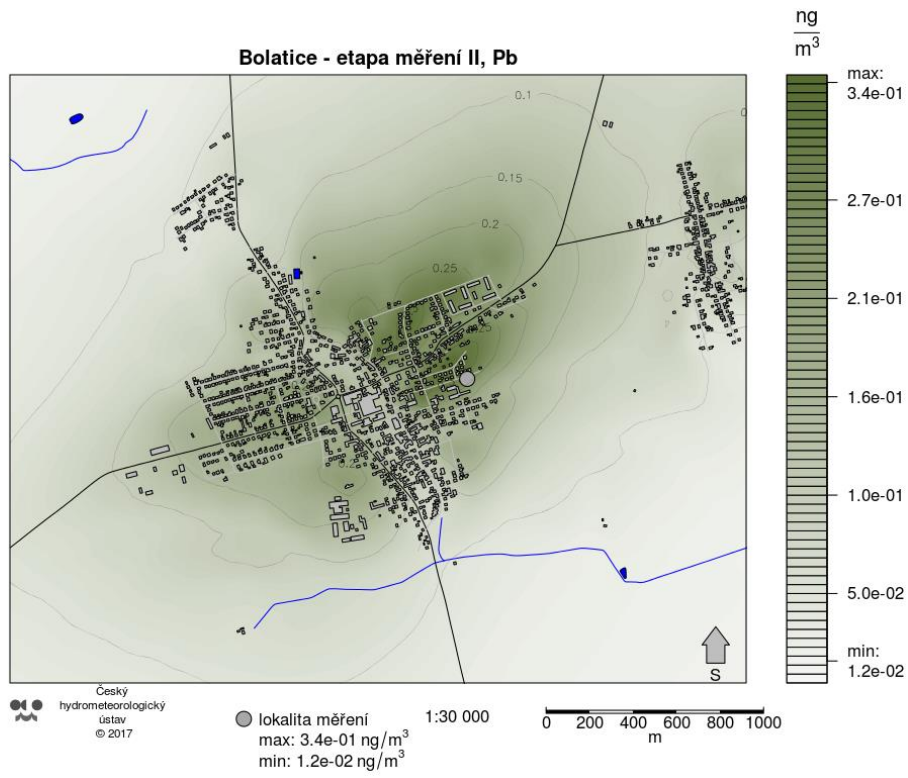 Bolatice - etapa měření II, Pb
ng
m³
max:
3.4e-01
2.7e-01
2.1e-01
1.6e-01
1.0e-01
5.0e-02
min:
1.2e-02
0.1
0.15
0.2
0.25
S
Český
hydrometeorologický
ústav
© 2017
lokalita měření
max: 3.4e-01 ng/m³
min: 1.2e-02 ng/m³
1:30 000
0 200 400 600 800 1000
m